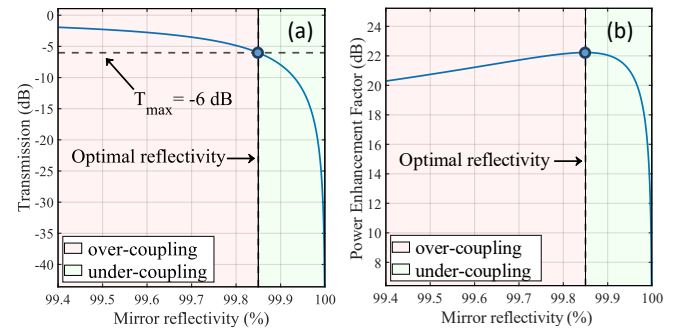 (a)
0
-5
-10
-15
-20
-25
-30
-35
-40
Transmission (dB)
T_max = -6 dB
Optimal reflectivity
over-coupling
under-coupling
99.4 99.5 99.6 99.7 99.8 99.9 100
Mirror reflectivity (%)
(b)
24
22
20
18
16
14
12
10
8
Power Enhancement Factor (dB)
Optimal reflectivity
over-coupling
under-coupling
99.4 99.5 99.6 99.7 99.8 99.9 100
Mirror reflectivity (%)